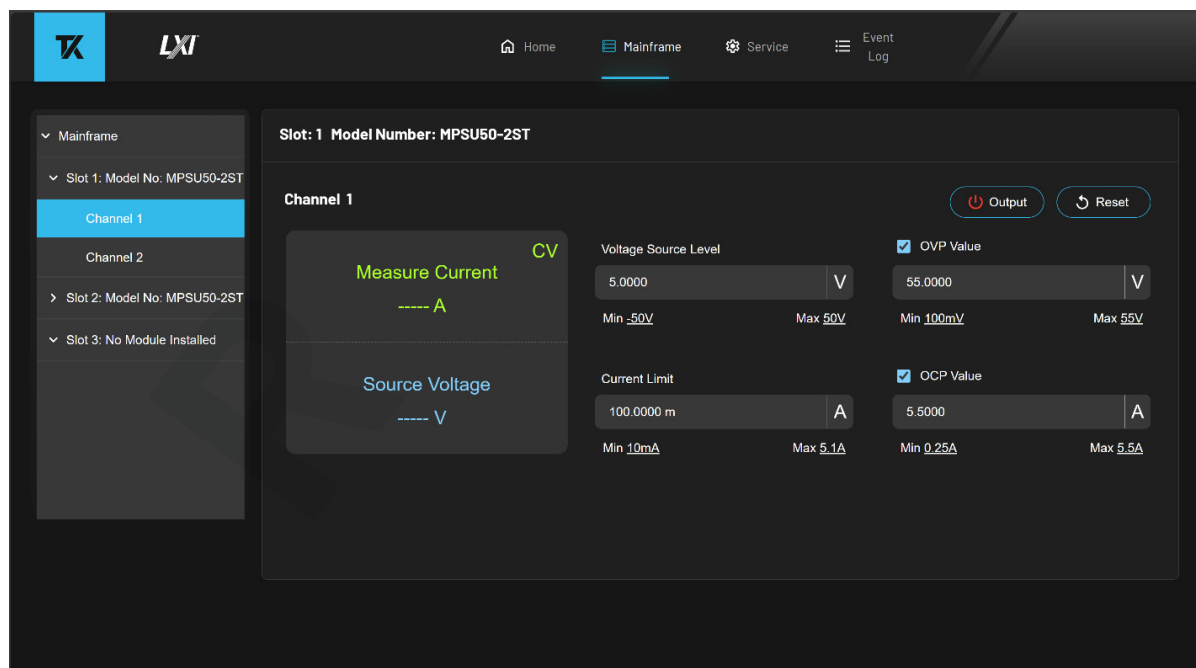 TK
LXI
Home
Mainframe
Service
Event
Log
Mainframe
Slot 1: Model No: MPSU50-2ST
Channel 1
Channel 2
Slot 2: Model No: MPSU50-2ST
Slot 3: No Module Installed
Slot: 1 Model Number: MPSU50-2ST
Channel 1
Output
Reset
CV
Measure Current
----- A
Source Voltage
----- V
Voltage Source Level
5.0000 V
Min -50V Max 50V
OVP Value
55.0000 V
Min 100mV Max 55V
Current Limit
100.0000 m A
Min 10mA Max 5.1A
OCP Value
5.5000 A
Min 0.25A Max 5.5A